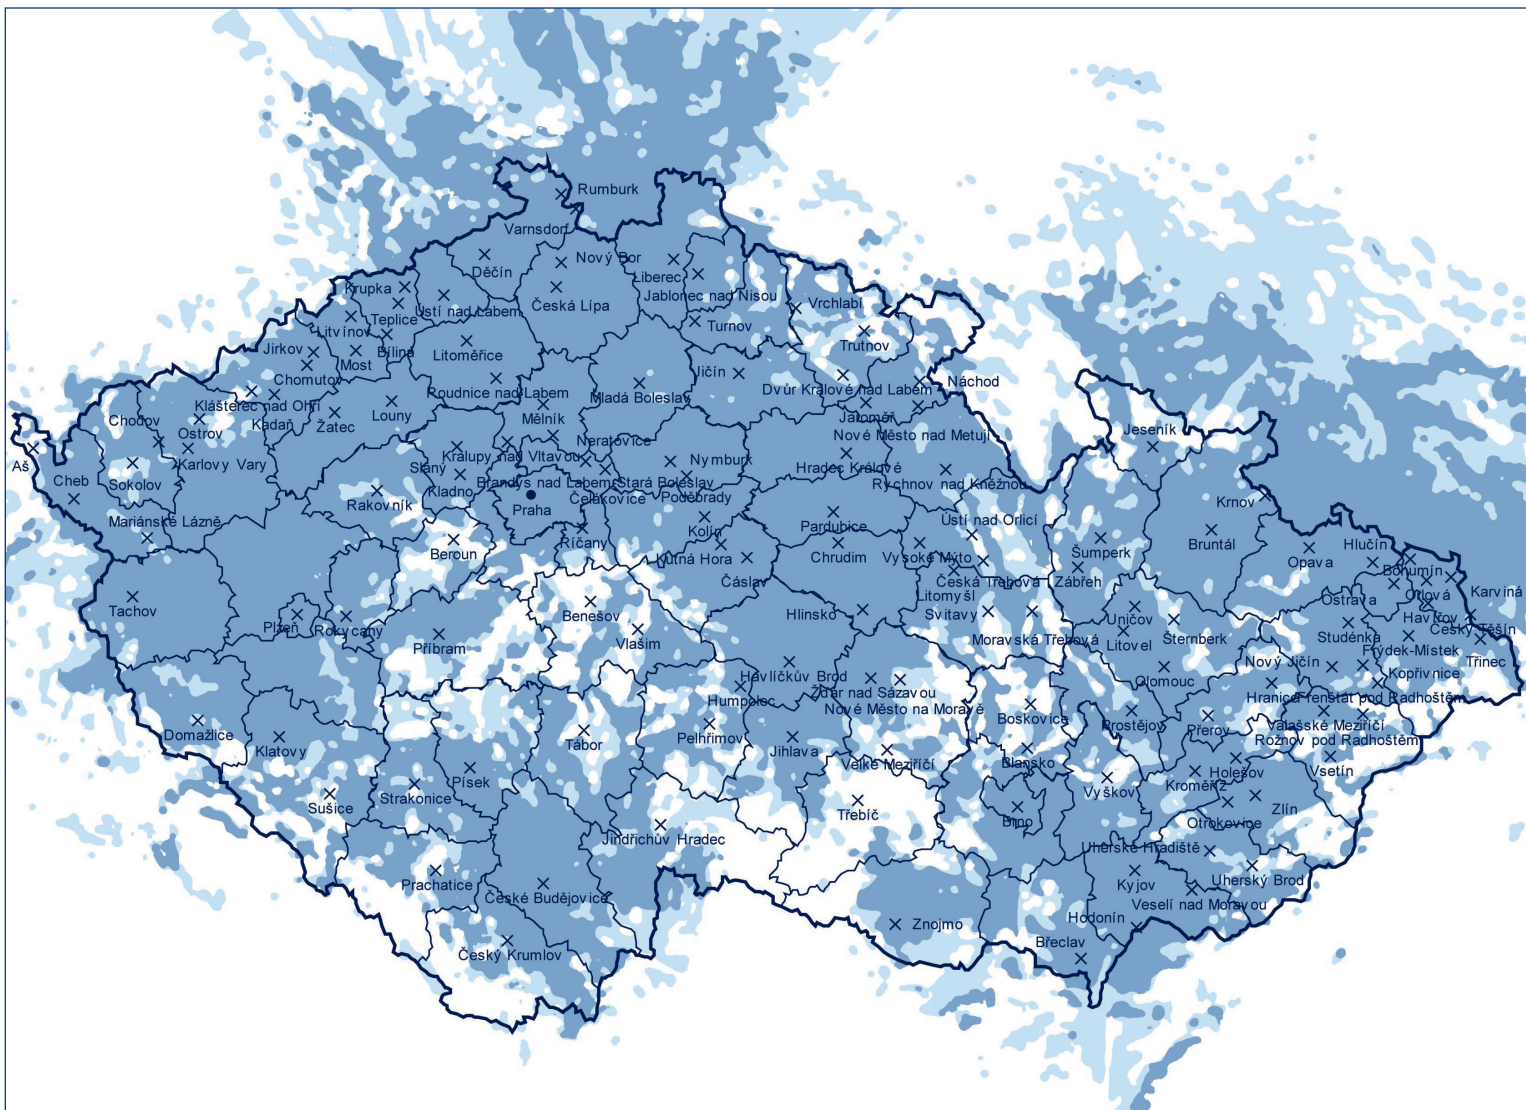 Rumburk
Varnsdorf
Děčín
Nový Bor
Liberec
Krupka
Ústí nad Labem
Česká Lípa
Jablonec nad Nisou
Vrchlabí
Teplice
Litvínov
Turnov
Trutnov
Jirkov
Most
Bílina
Litoměřice
Jičín
Chomutov
Náchod
Dvůr Králové nad Labem
Roudnice nad Labem
Mladá Boleslav
Klášterec nad Ohří
Louny
Chodov
Kadaň
Žatec
Mělník
Jaroměř
Ostrov
Nové Město nad Metují
Neratovice
Jeseník
Kralupy nad Vltavou
Aš
Karlovy Vary
Slaný
Nymburk
Hradec Králové
Cheb
Sokolov
Kladno
Brandýs nad Labem
Stará Boleslav
Rychnov nad Kněžnou
Čelákovice
Poděbrady
Rakovník
Praha
Krnov
Mariánské Lázně
Kolín
Pardubice
Ústí nad Orlicí
Beroun
Říčany
Bruntál
Hlučín
Kutná Hora
Chrudim
Vysoké Mýto
Šumperk
Opava
Bohumín
Čáslav
Česká Třebová
Zábřeh
Karviná
Litomyšl
Orlová
Tachov
Ostrava
Benešov
Hlinsko
Svitavy
Uničov
Havířov
Plzeň
Rokycany
Český Těšín
Moravská Třebová
Šternberk
Studénka
Příbram
Vlašim
Litovel
Frýdek-Místek
Nový Jičín
Třinec
Havlíčkův Brod
Olomouc
Kopřivnice
Žďár nad Sázavou
Humpolec
Hranice
Frenštát pod Radhoštěm
Nové Město na Moravě
Boskovice
Prostějov
Valašské Meziříčí
Domažlice
Přerov
Pelhřimov
Rožnov pod Radhoštěm
Klatovy
Tábor
Jihlava
Velké Meziříčí
Blansko
Vsetín
Písek
Holešov
Strakonice
Kroměříž
Vyškov
Sušice
Třebíč
Brno
Zlín
Otrokovice
Jindřichův Hradec
Uherské Hradiště
Prachatice
Kyjov
Uherský Brod
České Budějovice
Veselí nad Moravou
Hodonín
Znojmo
Břeclav
Český Krumlov